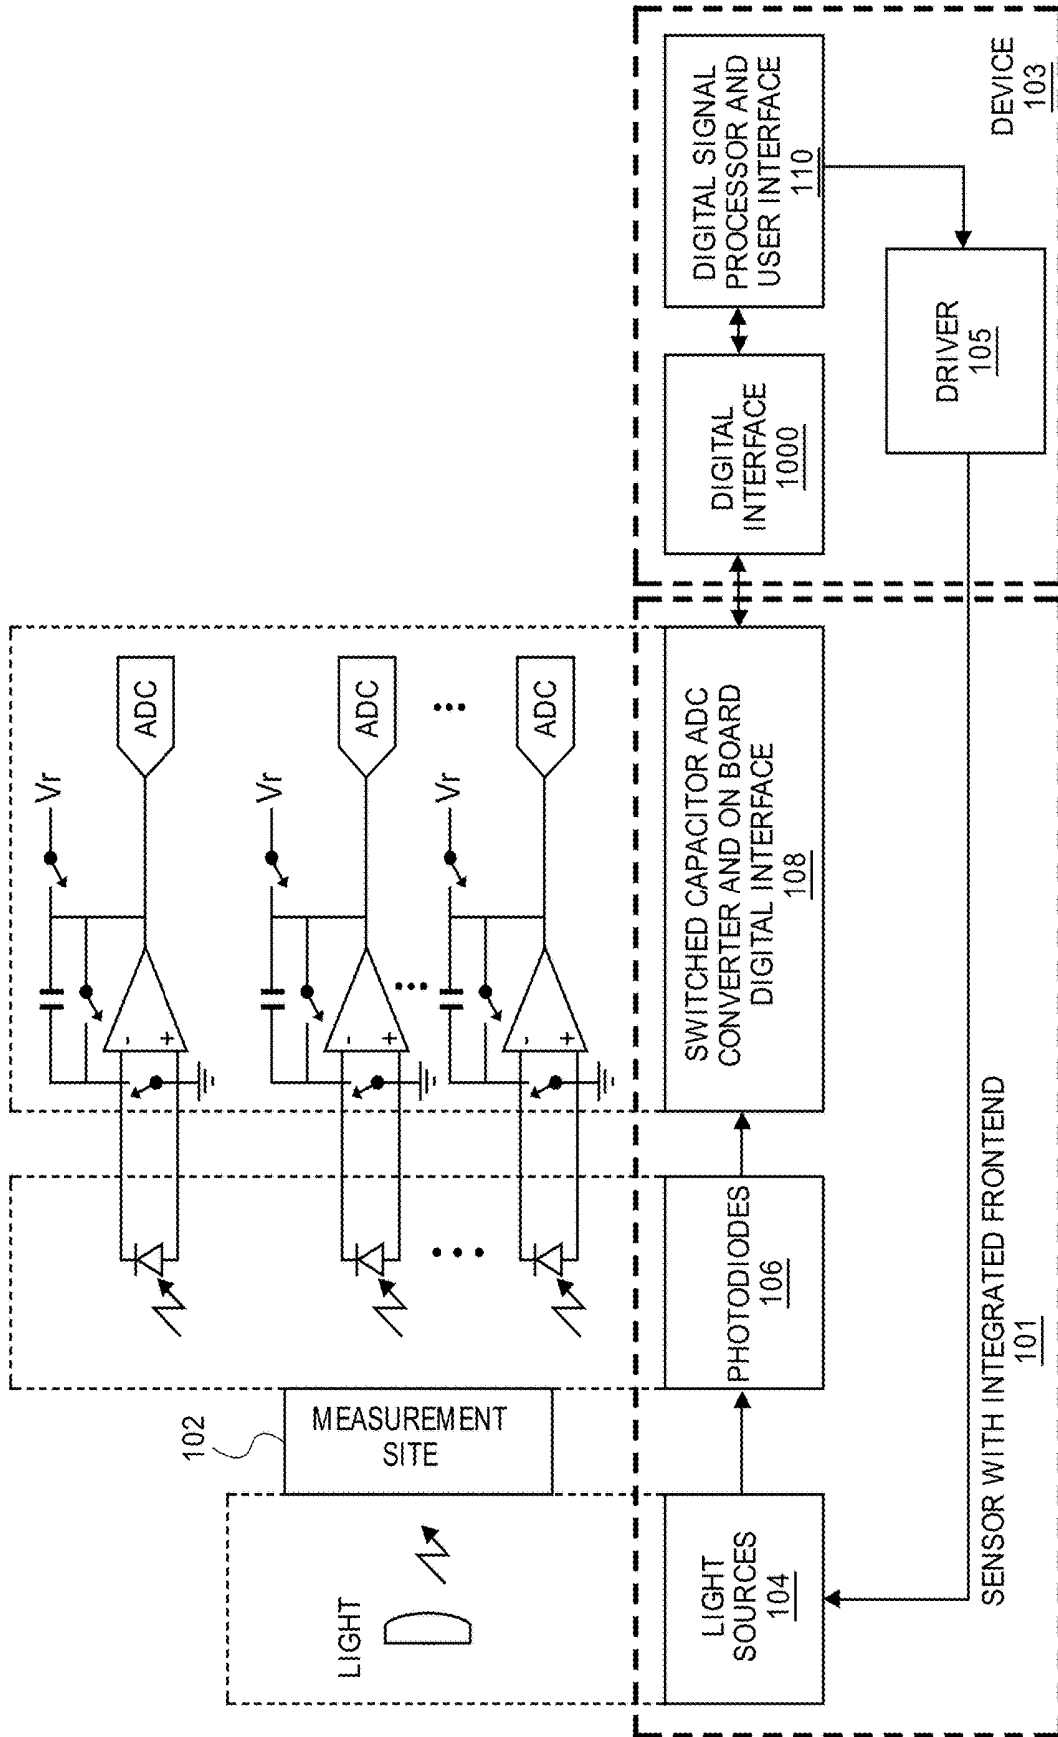 LIGHT
102
MEASUREMENT
SITE
-
+
Vr
ADC
-
+
Vr
ADC
-
+
Vr
ADC
LIGHT
SOURCES
104
PHOTODIODES
106
SWITCHED CAPACITOR ADC
CONVERTER AND ON BOARD
DIGITAL INTERFACE
108
DIGITAL
INTERFACE
1000
DIGITAL SIGNAL
PROCESSOR AND
USER INTERFACE
110
DRIVER
105
SENSOR WITH INTEGRATED FRONTEND
101
DEVICE
103